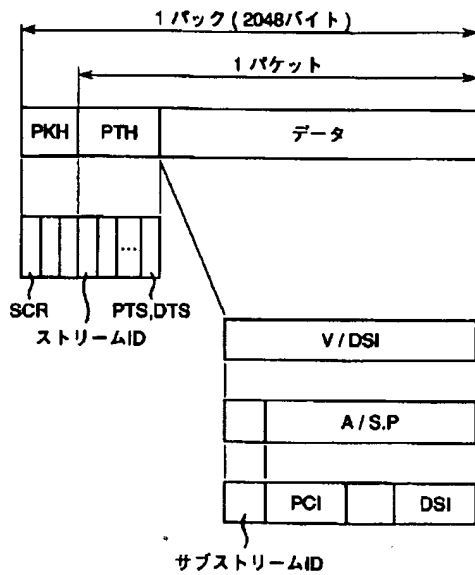 1 パック (2048バイト)
1 パケット
PKH PTH データ
...
SCR PTS,DTS
ストリームID
V / DSI
A / S.P
PCI DSI
サブストリームID